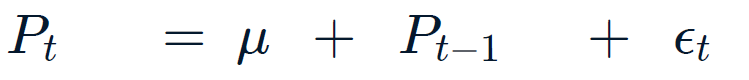 P_t = μ + P_{t−1} + ϵ_t